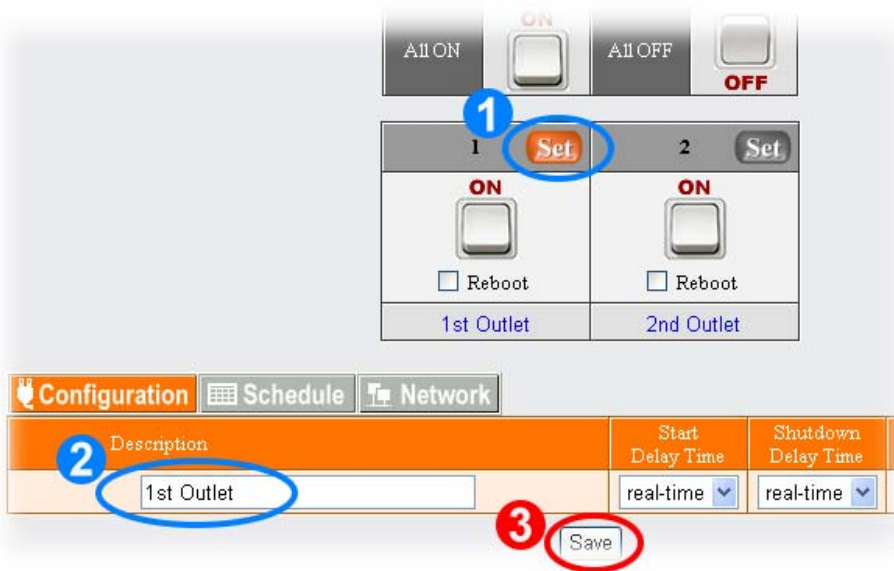 ON
All ON
All OFF
OFF
1
1 Set 2 Set
ON ON
Reboot Reboot
1st Outlet 2nd Outlet
Configuration Schedule Network
Description Start Delay Time Shutdown Delay Time
2
1st Outlet real-time real-time
3
Save